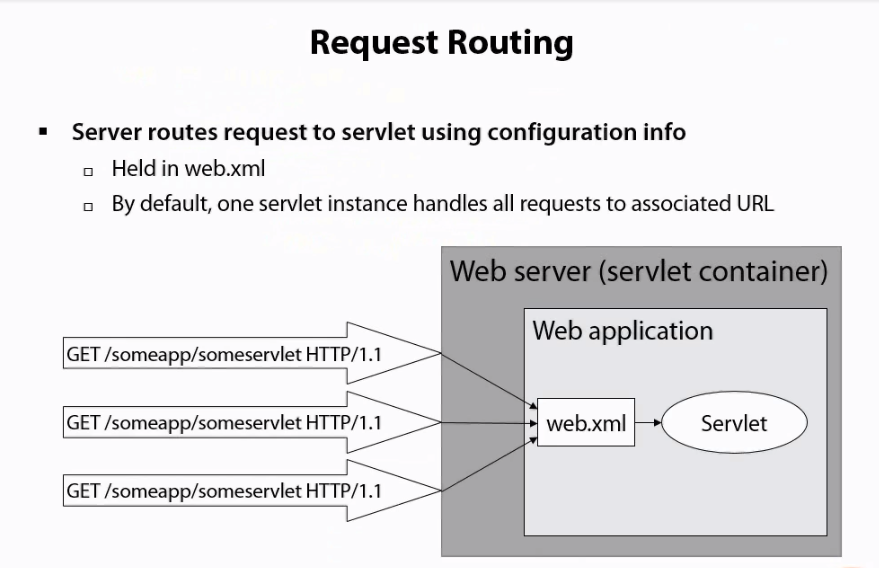 Request Routing
Server routes request to servlet using configuration info
Held in web.xml
By default, one servlet instance handles all requests to associated URL
Web server (servlet container)
Web application
GET /someapp/someservlet HTTP/1.1
GET /someapp/someservlet HTTP/1.1
GET /someapp/someservlet HTTP/1.1
web.xml
Servlet